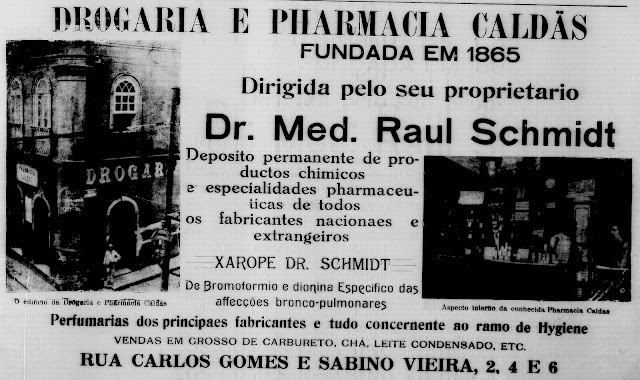 DROGARIA E PHARMACIA CALDAS
FUNDADA EM 1865
Dirigida pelo seu proprietario
Dr. Med. Raul Schmidt
Deposito permanente de pro-
ductos chimicos
e especialidades pharmaceu-
ticas de todos
os fabricantes nacionaes e
extrangeiros
XAROPE DR. SCHMIDT
De Bromoformio e dionina Especifico das
affecções bronco-pulmonares
DROGAR
O edificio da Drogaria e Pharmacia Caldas
Aspecto interno da conhecida Pharmacia Caldas
Perfumarias dos principaes fabricantes e tudo concernente ao ramo de Hygiene
VENDAS EM GROSSO DE CARBURETO, CHÁ, LEITE CONDENSADO, ETC.
RUA CARLOS GOMES E SABINO VIEIRA, 2, 4 E 6